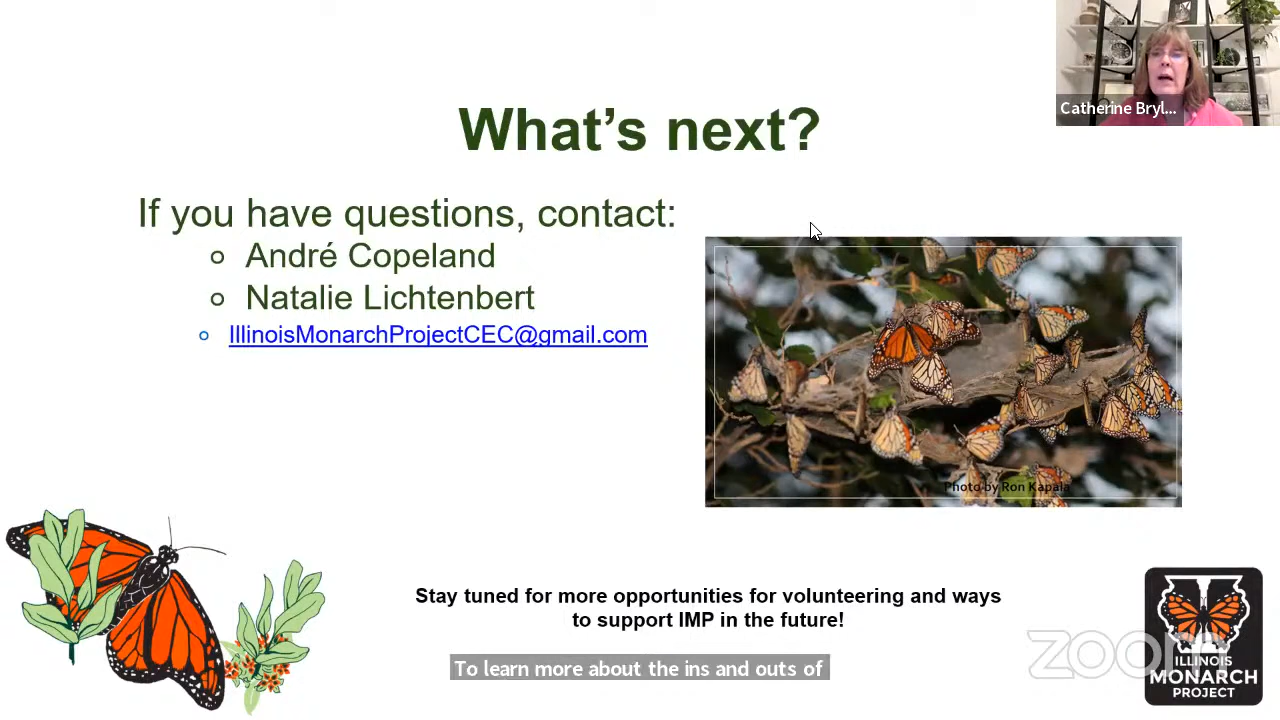 Catherine Bryl...
What's next?
If you have questions, contact:
André Copeland
Natalie Lichtenbert
IllinoisMonarchProjectCEC@gmail.com
Photo by Ron Kapala
Stay tuned for more opportunities for volunteering and ways
to support IMP in the future!
To learn more about the ins and outs of
zoom
ILLINOIS
MONARCH
PROJECT